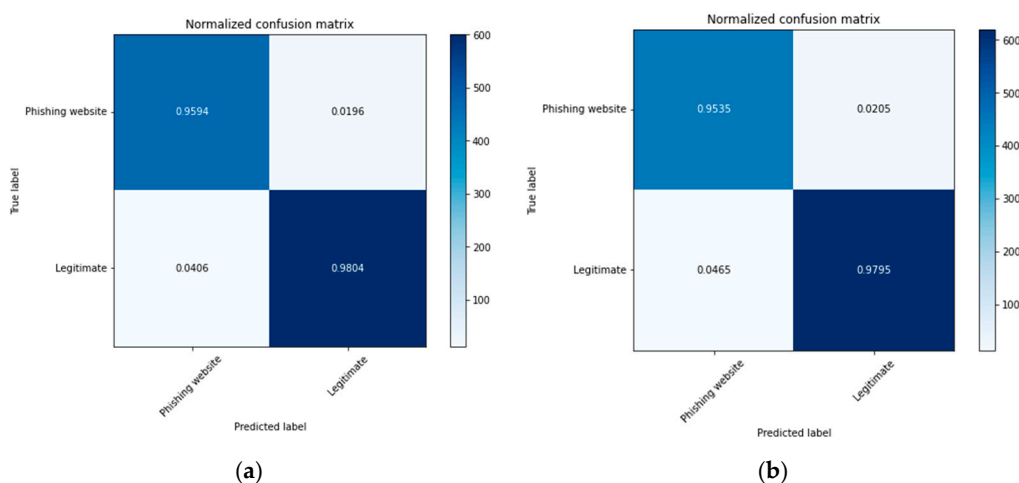 Normalized confusion matrix
Phishing website
Legitimate
True label
0.9594
0.0196
0.0406
0.9804
Phishing website
Legitimate
Predicted label
600
500
400
300
200
100
(a)
Normalized confusion matrix
Phishing website
Legitimate
True label
0.9535
0.0205
0.0465
0.9795
Phishing website
Legitimate
Predicted label
600
500
400
300
200
100
(b)